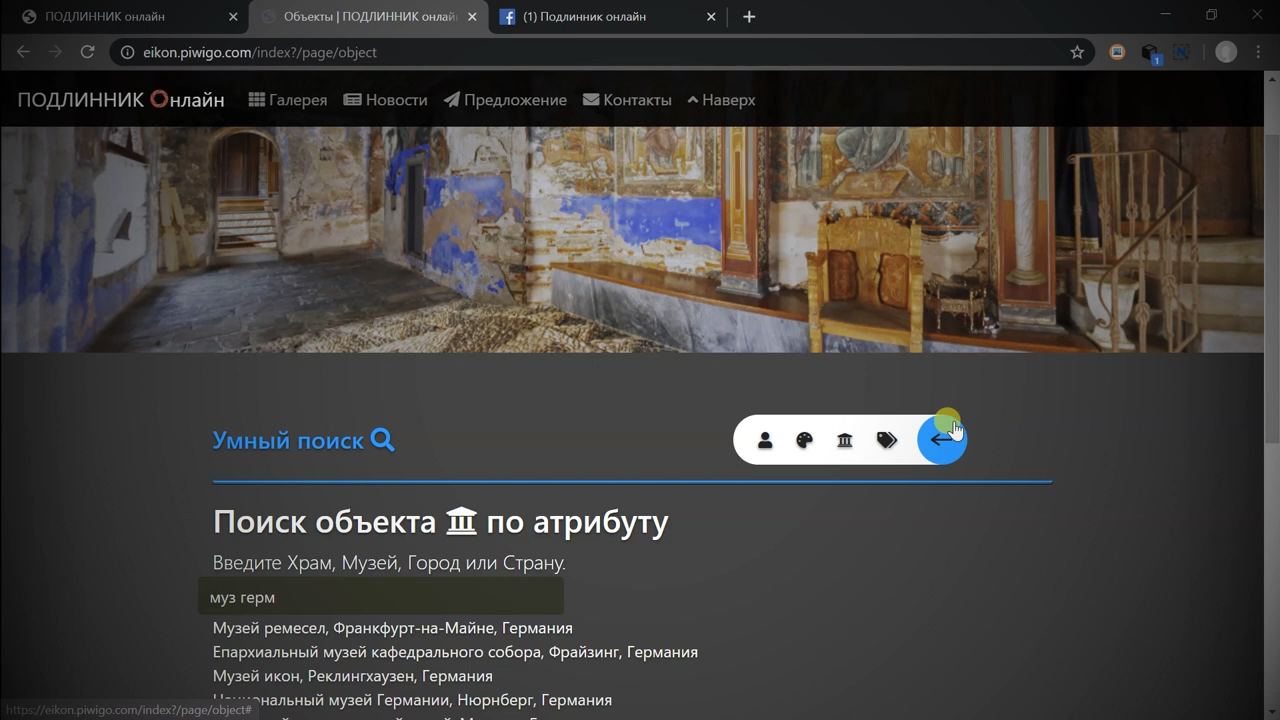 ПОДЛИННИК онлайн
Объекты | ПОДЛИННИК онлай
(1) Подлинник онлайн
eikon.piwigo.com/index?/page/object
1
ПОДЛИННИК Онлайн
Галерея
Новости
Предложение
Контакты
Наверх
Умный поиск
Поиск объекта по атрибуту
Введите Храм, Музей, Город или Страну.
муз герм
Музей ремесел, Франкфурт-на-Майне, Германия
Епархиальный музей кафедрального собора, Фрайзинг, Германия
Музей икон, Реклингхаузен, Германия
Национальный музей Германии, Нюрнберг, Германия
https://eikon.piwigo.com/index?/page/object#